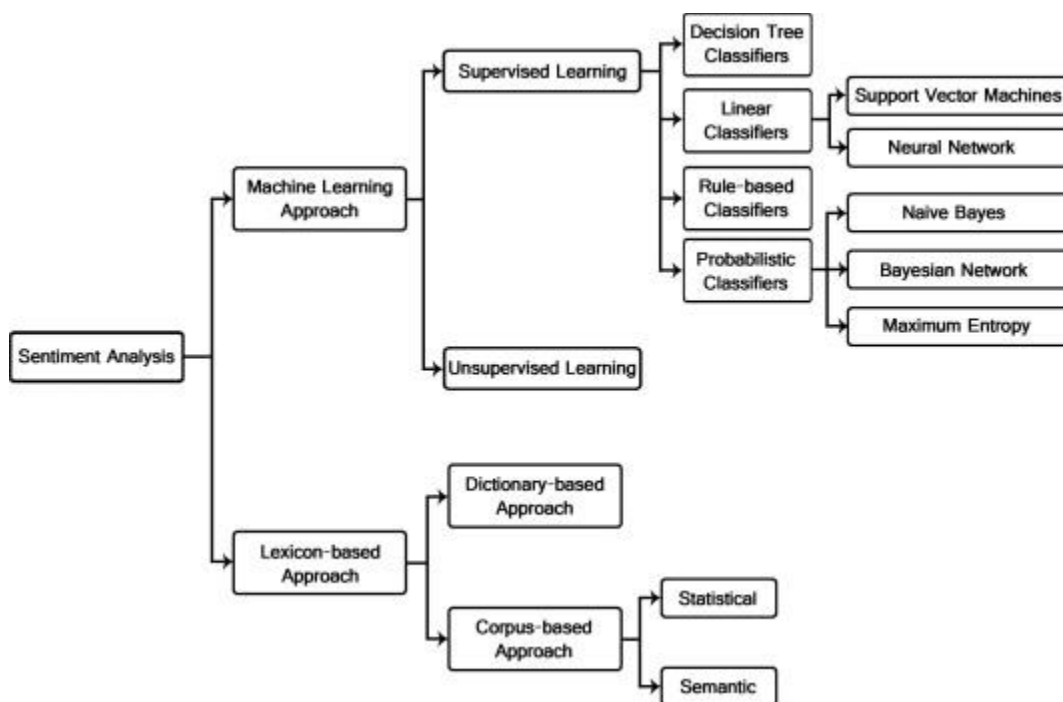 Decision Tree
Classifiers
Supervised Learning
Linear
Classifiers
Support Vector Machines
Neural Network
Machine Learning
Approach
Rule-based
Classifiers
Naive Bayes
Probabilistic
Classifiers
Bayesian Network
Maximum Entropy
Sentiment Analysis
Unsupervised Learning
Dictionary-based
Approach
Lexicon-based
Approach
Statistical
Corpus-based
Approach
Semantic